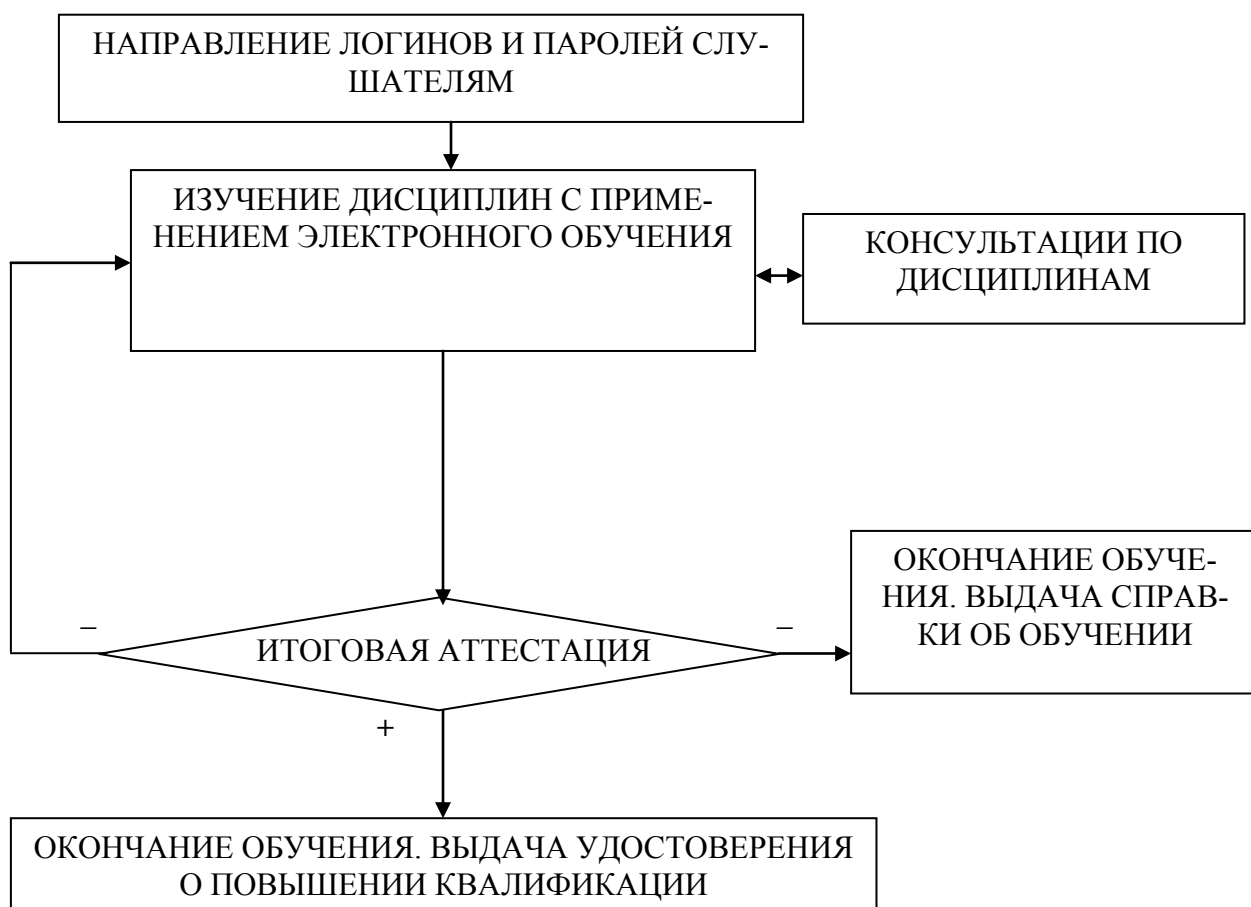 НАПРАВЛЕНИЕ ЛОГИНОВ И ПАРОЛЕЙ СЛУ-
ШАТЕЛЯМ
ИЗУЧЕНИЕ ДИСЦИПЛИН С ПРИМЕ-
НЕНИЕМ ЭЛЕКТРОННОГО ОБУЧЕНИЯ
КОНСУЛЬТАЦИИ ПО
ДИСЦИПЛИНАМ
ОКОНЧАНИЕ ОБУЧЕ-
НИЯ. ВЫДАЧА СПРАВ-
КИ ОБ ОБУЧЕНИИ
–
ИТОГОВАЯ АТТЕСТАЦИЯ
–
+
ОКОНЧАНИЕ ОБУЧЕНИЯ. ВЫДАЧА УДОСТОВЕРЕНИЯ
О ПОВЫШЕНИИ КВАЛИФИКАЦИИ